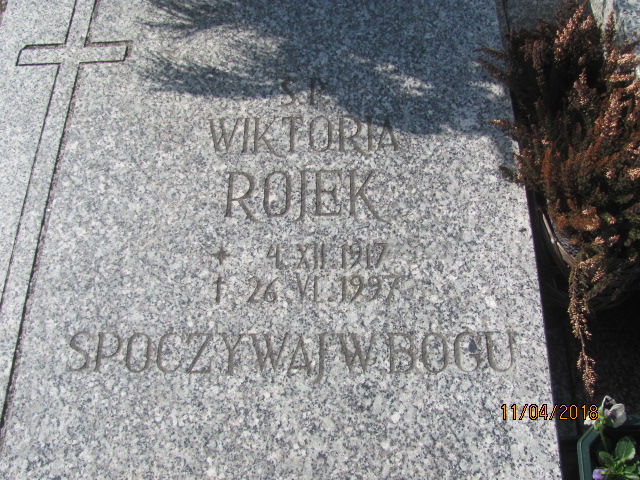 Ś.P.
WIKTORIA
ROJEK
* 4.XII.1917
† 26.VI.1997
SPOCZYWAJ W BOGU
11/04/2018